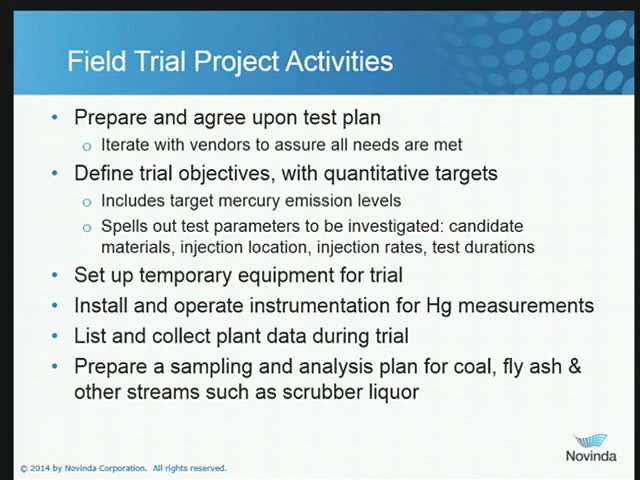 Field Trial Project Activities
• Prepare and agree upon test plan
o Iterate with vendors to assure all needs are met
• Define trial objectives, with quantitative targets
o Includes target mercury emission levels
o Spells out test parameters to be investigated: candidate
materials, injection location, injection rates, test durations
• Set up temporary equipment for trial
• Install and operate instrumentation for Hg measurements
• List and collect plant data during trial
• Prepare a sampling and analysis plan for coal, fly ash &
other streams such as scrubber liquor
Novinda
© 2014 by Novinda Corporation. All rights reserved.